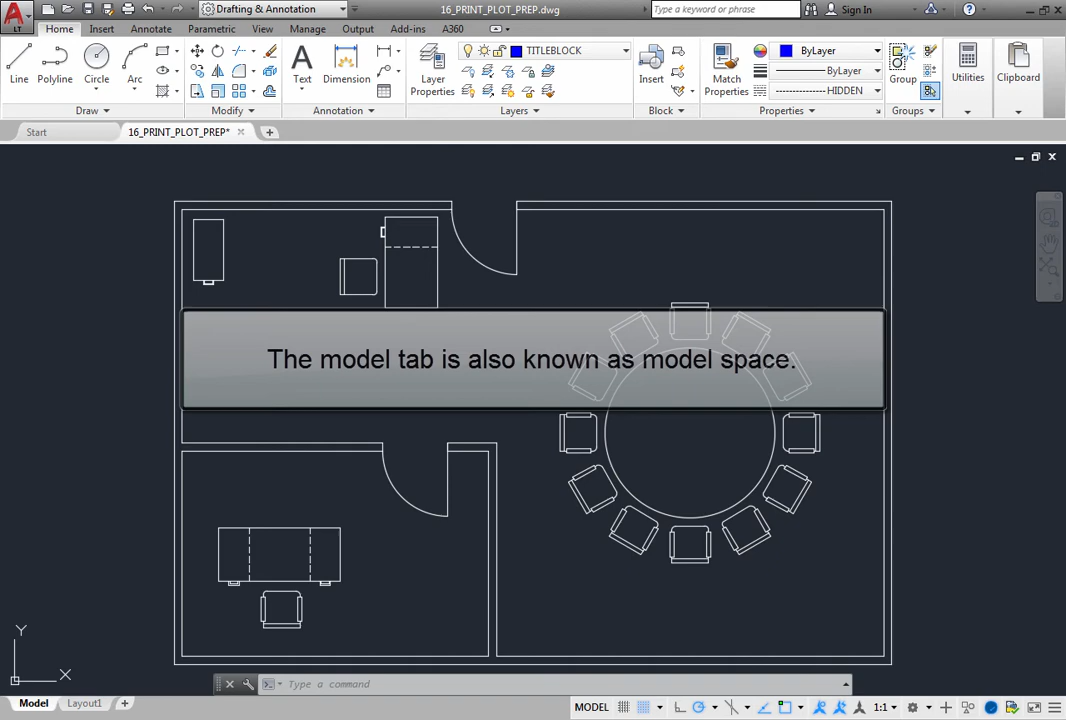 LT
Drafting & Annotation
16_PRINT_PLOT_PREP.dwg
Type a keyword or phrase
Sign In
Home Insert Annotate Parametric View Manage Output Add-ins A360
TITLEBLOCK
ByLayer
ByLayer
HIDDEN
Line Polyline Circle Arc
Text Dimension
Layer Properties
Insert
Match Properties
Group
Utilities
Clipboard
Draw Modify Annotation Layers Block Properties Groups
Start
16_PRINT_PLOT_PREP*
The model tab is also known as model space.
Y
X
Type a command
Model Layout1
MODEL
1:1